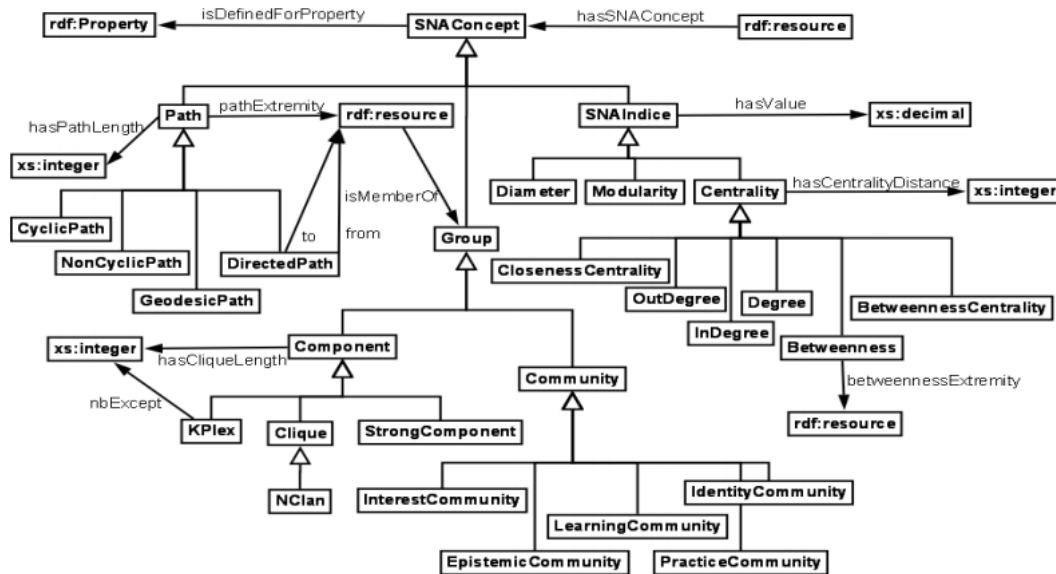 isDefinedForProperty
hasSNAConcept
rdf:Property
SNAConcept
rdf:resource
Path
pathExtremity
rdf:resource
SNAIndice
hasValue
xs:decimal
hasPathLength
xs:integer
Diameter
Modularity
Centrality
hasCentralityDistance
xs:integer
isMemberOf
CyclicPath
to
from
Group
NonCyclicPath
DirectedPath
ClosenessCentrality
GeodesicPath
OutDegree
Degree
BetweennessCentrality
InDegree
xs:integer
Component
hasCliqueLength
Betweenness
Community
betweennessExtremity
nbExcept
KPlex
Clique
StrongComponent
rdf:resource
NClan
InterestCommunity
IdentityCommunity
LearningCommunity
EpistemicCommunity
PracticeCommunity